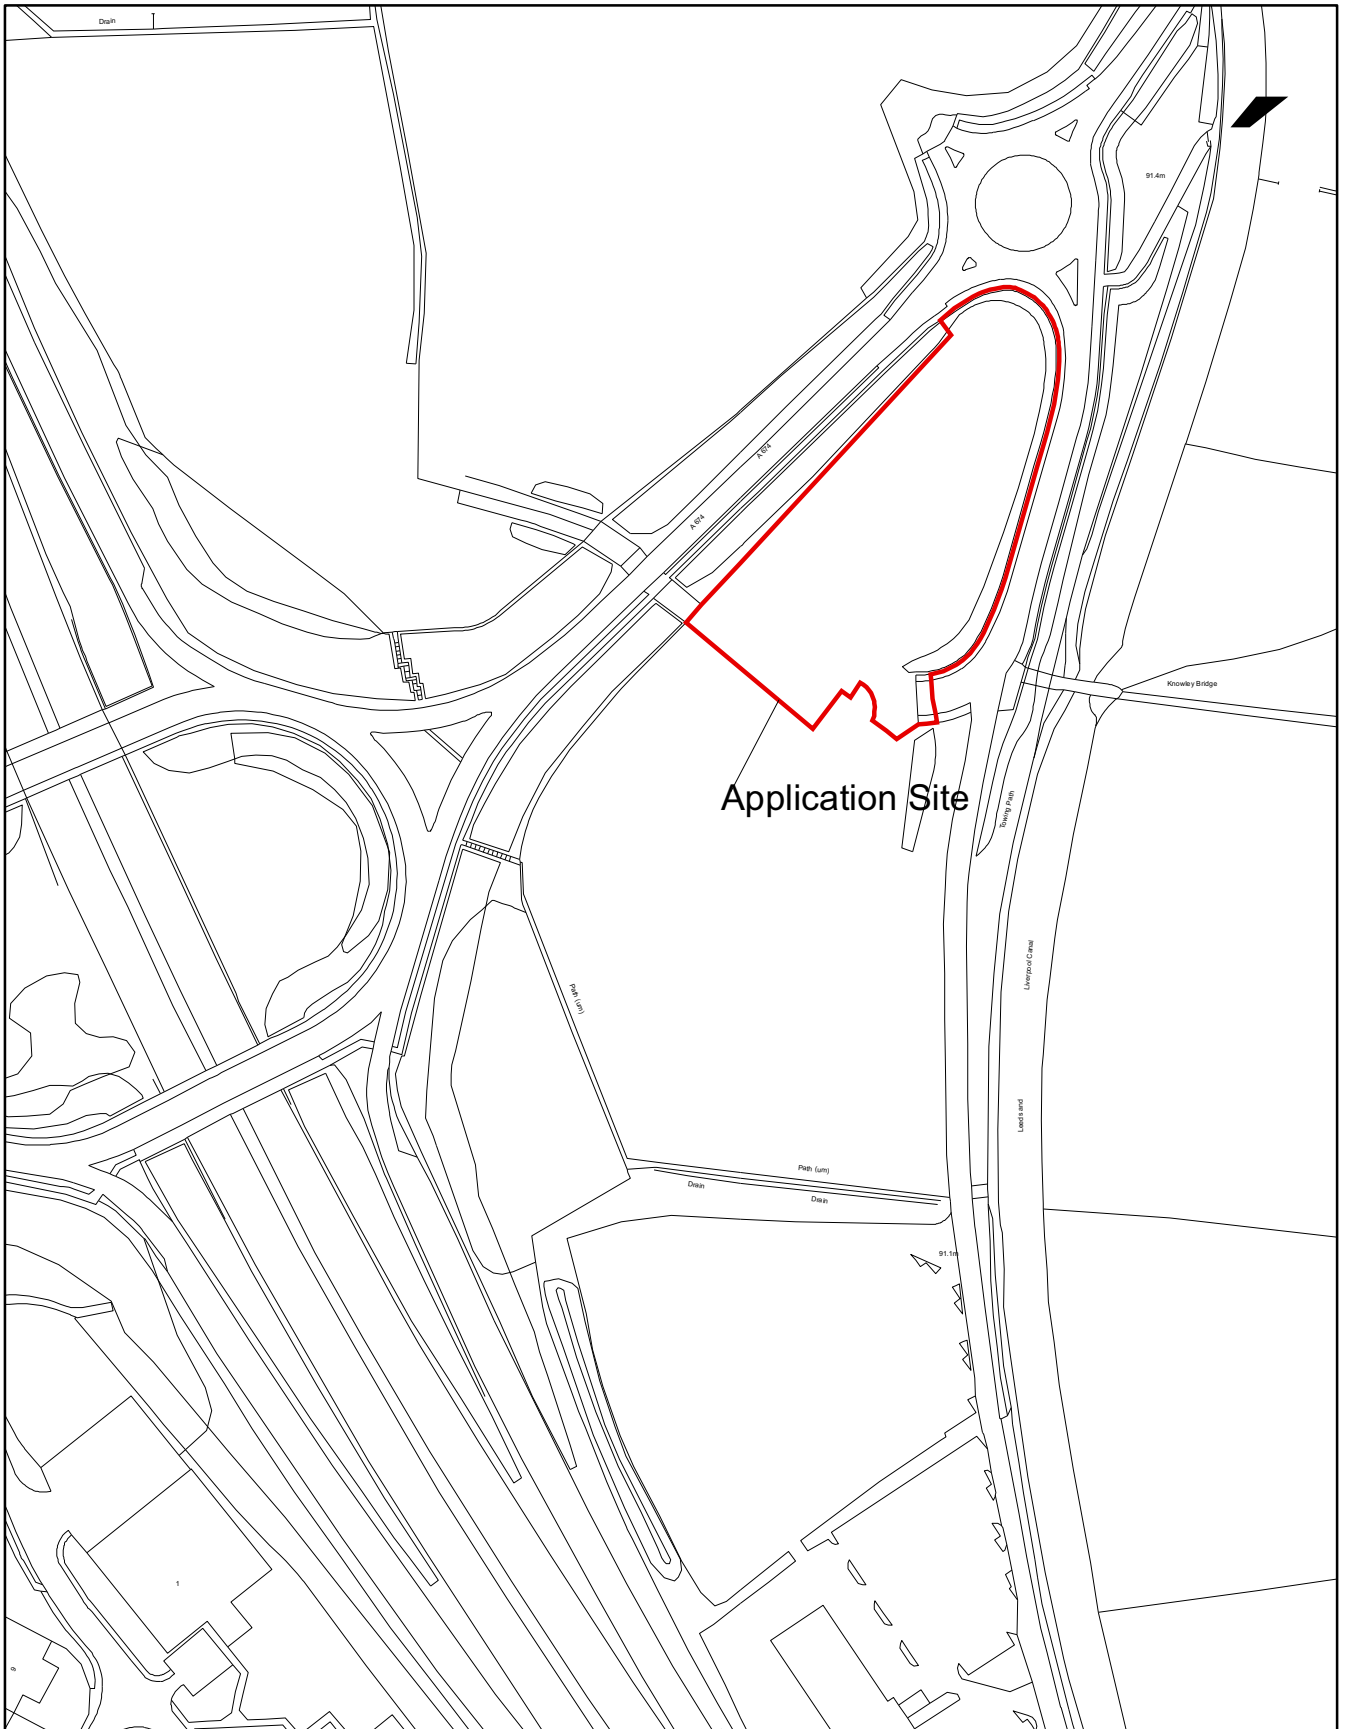 Drain
91.4m
A 674
A 674
Knowley Bridge
Application Site
Towing Path
Liverpool Canal
Path (um)
Leeds and
Path (um)
Drain
Drain
91.1m
1
9